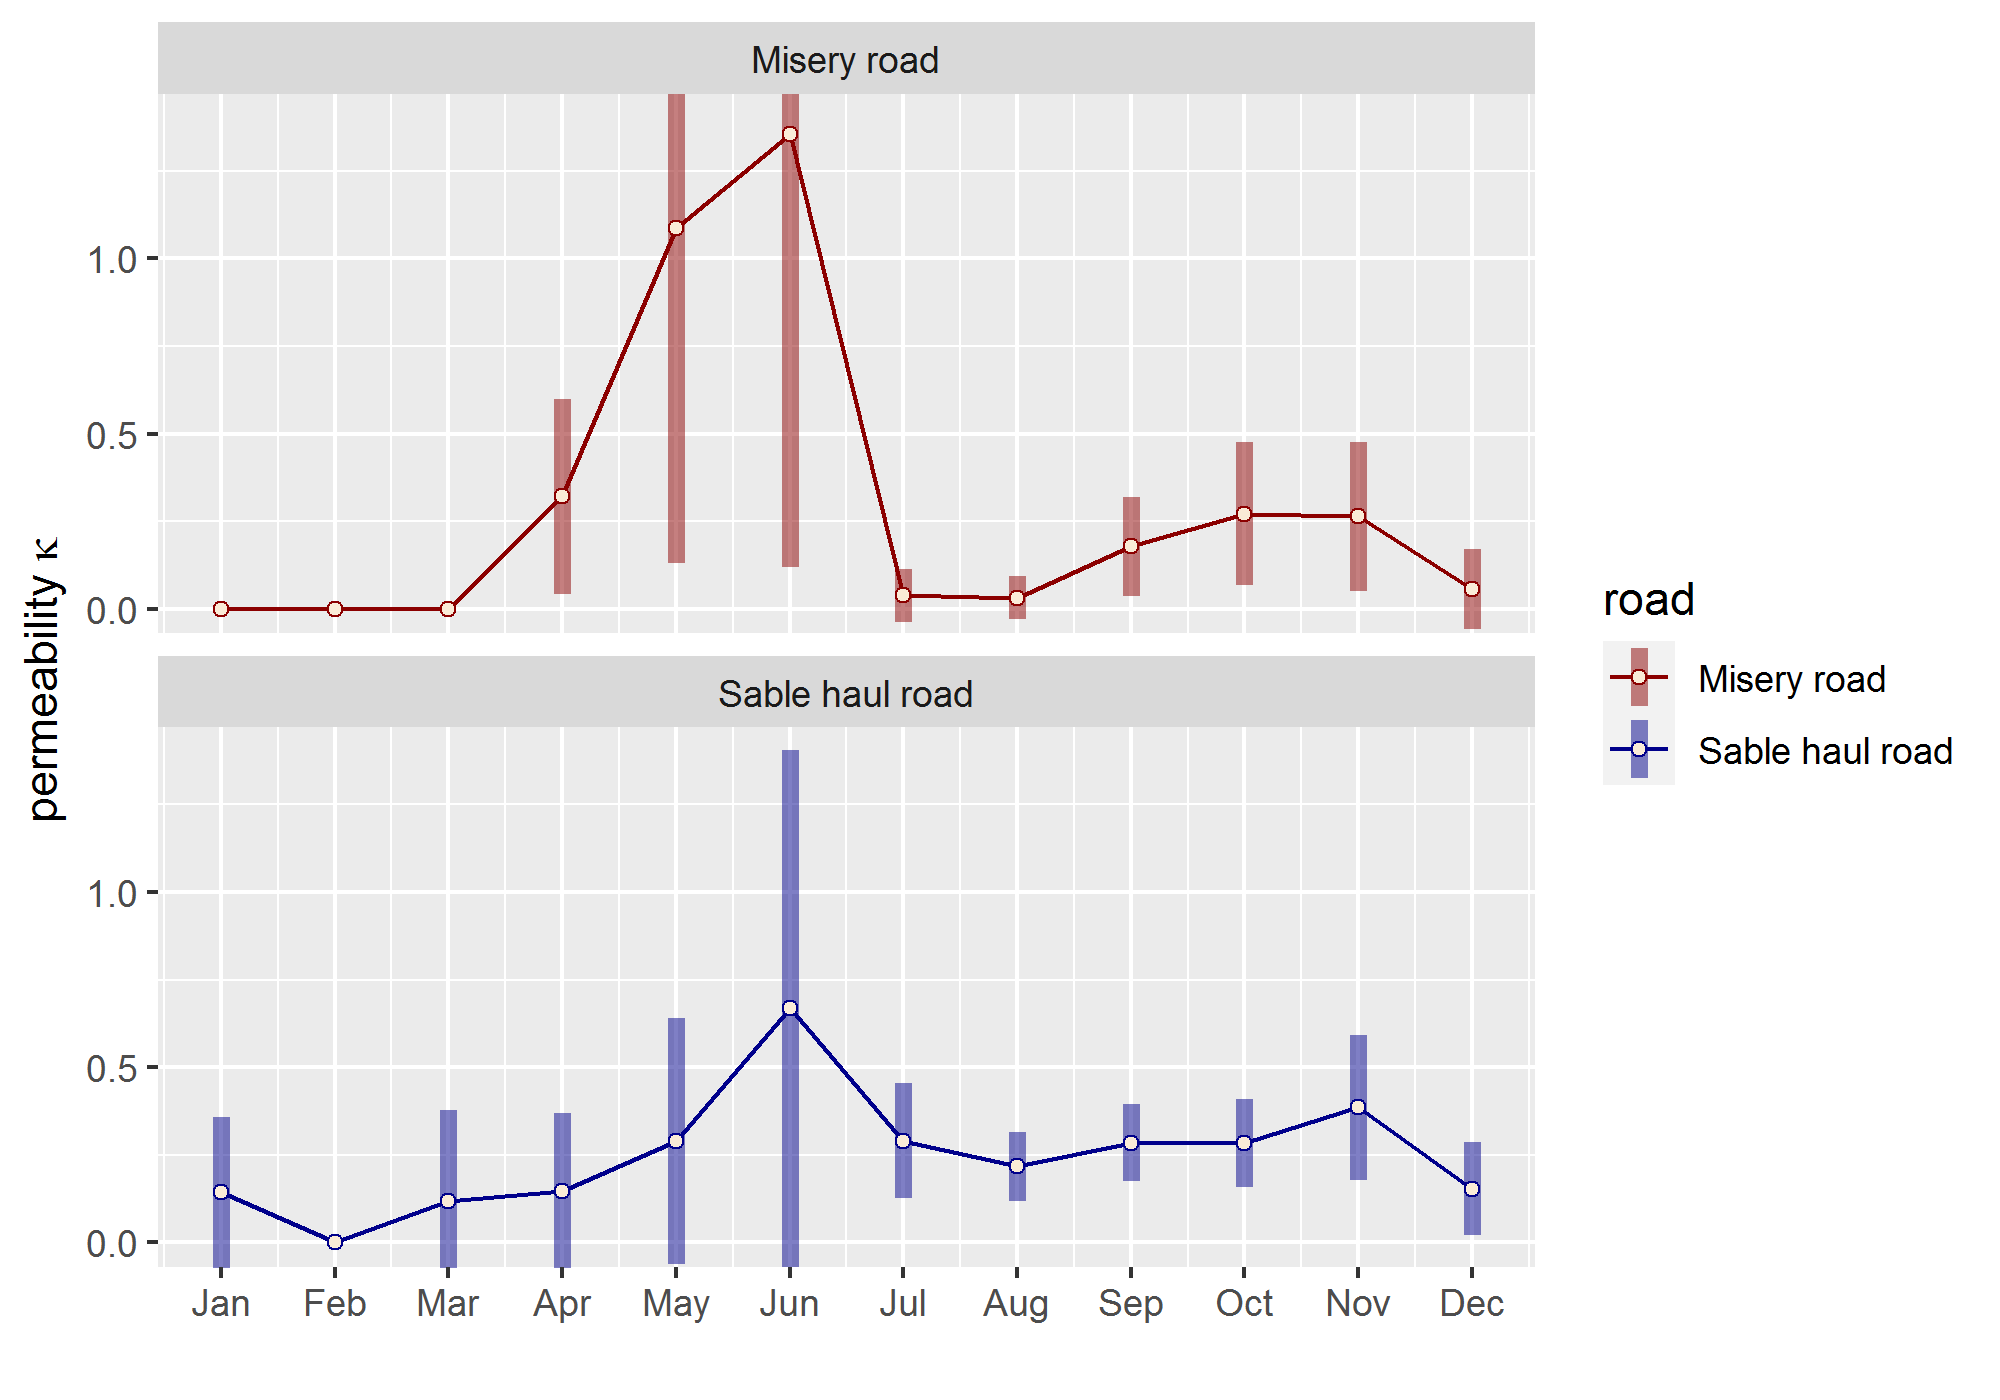 Misery road
1.0
0.5
0.0
permeability κ
Sable haul road
1.0
0.5
0.0
Jan Feb Mar Apr May Jun Jul Aug Sep Oct Nov Dec
road
Misery road
Sable haul road